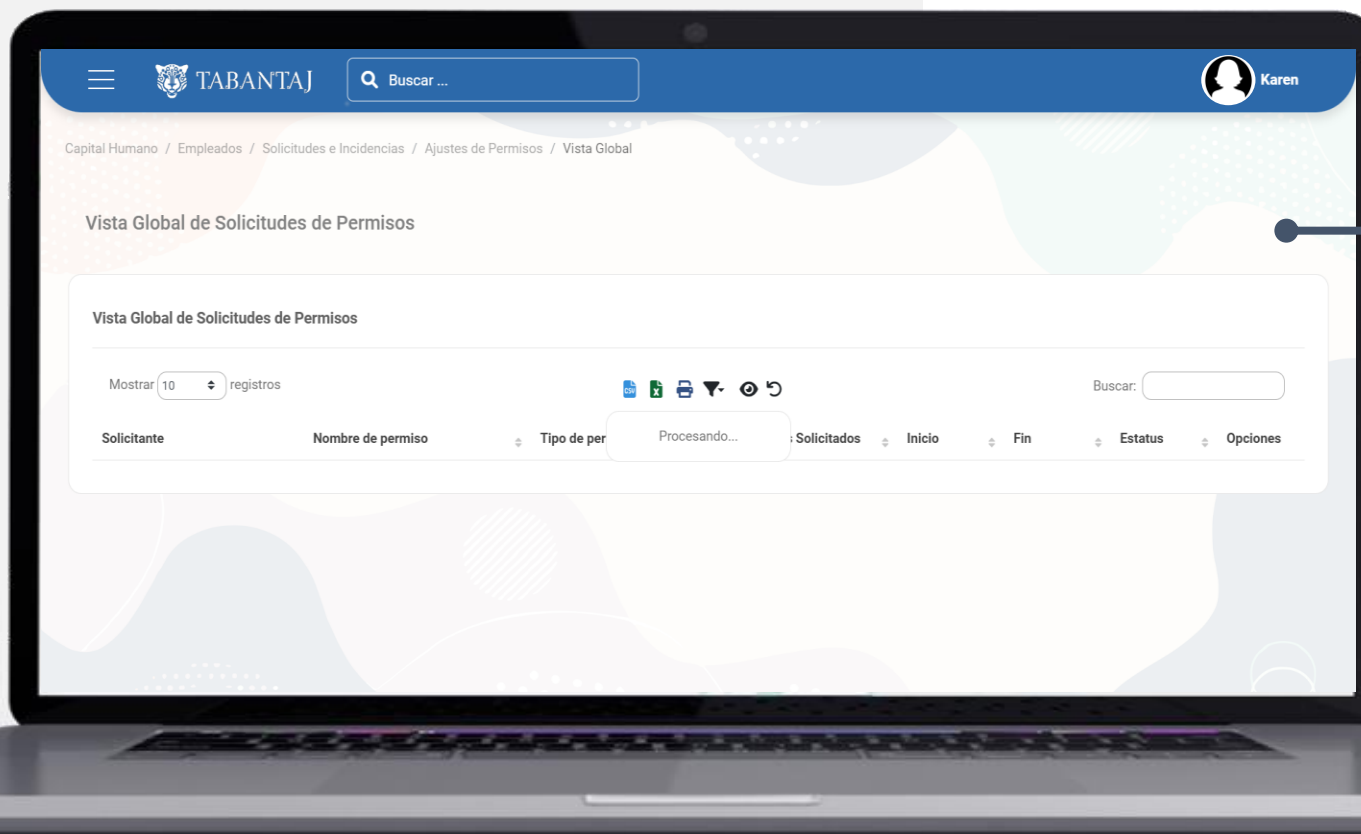 TABANTAJ
Buscar ...
Karen
Capital Humano / Empleados / Solicitudes e Incidencias / Ajustes de Permisos / Vista Global
Vista Global de Solicitudes de Permisos
Vista Global de Solicitudes de Permisos
Mostrar 10 registros
CSV
Buscar:
Solicitante Nombre de permiso Tipo de per Procesando... s Solicitados Inicio Fin Estatus Opciones